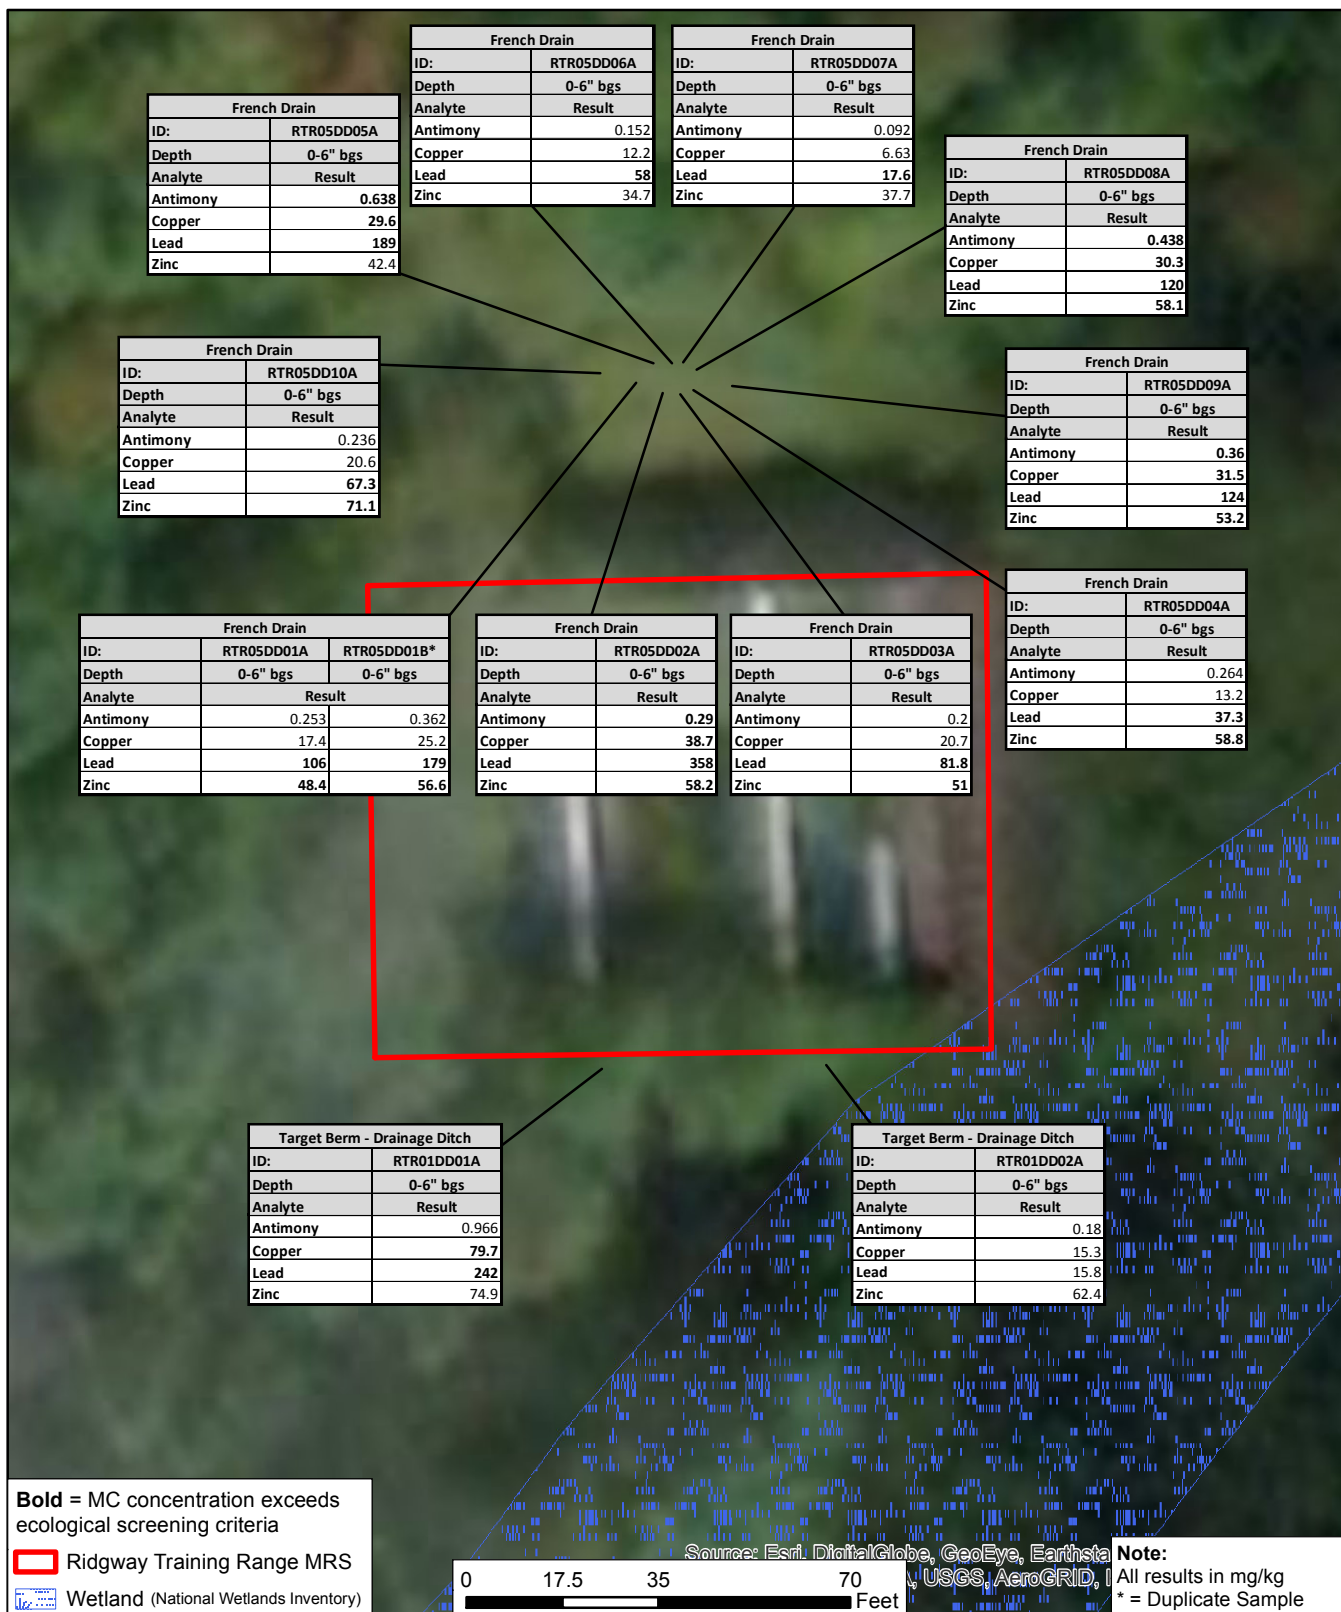 French Drain
ID: RTR05DD06A
Depth 0-6" bgs
Analyte Result
Antimony 0.152
Copper 12.2
Lead 58
Zinc 34.7
French Drain
ID: RTR05DD07A
Depth 0-6" bgs
Analyte Result
Antimony 0.092
Copper 6.63
Lead 17.6
Zinc 37.7
French Drain
ID: RTR05DD05A
Depth 0-6" bgs
Analyte Result
Antimony 0.638
Copper 29.6
Lead 189
Zinc 42.4
French Drain
ID: RTR05DD08A
Depth 0-6" bgs
Analyte Result
Antimony 0.438
Copper 30.3
Lead 120
Zinc 58.1
French Drain
ID: RTR05DD10A
Depth 0-6" bgs
Analyte Result
Antimony 0.236
Copper 20.6
Lead 67.3
Zinc 71.1
French Drain
ID: RTR05DD09A
Depth 0-6" bgs
Analyte Result
Antimony 0.36
Copper 31.5
Lead 124
Zinc 53.2
French Drain
ID: RTR05DD04A
Depth 0-6" bgs
Analyte Result
Antimony 0.264
Copper 13.2
Lead 37.3
Zinc 58.8
French Drain
ID: RTR05DD01A RTR05DD01B*
Depth 0-6" bgs 0-6" bgs
Analyte Result
Antimony 0.253 0.362
Copper 17.4 25.2
Lead 106 179
Zinc 48.4 56.6
French Drain
ID: RTR05DD02A
Depth 0-6" bgs
Analyte Result
Antimony 0.29
Copper 38.7
Lead 358
Zinc 58.2
French Drain
ID: RTR05DD03A
Depth 0-6" bgs
Analyte Result
Antimony 0.2
Copper 20.7
Lead 81.8
Zinc 51
Target Berm - Drainage Ditch
ID: RTR01DD01A
Depth 0-6" bgs
Analyte Result
Antimony 0.966
Copper 79.7
Lead 242
Zinc 74.9
Target Berm - Drainage Ditch
ID: RTR01DD02A
Depth 0-6" bgs
Analyte Result
Antimony 0.18
Copper 15.3
Lead 15.8
Zinc 62.4
Bold = MC concentration exceeds
ecological screening criteria
Ridgway Training Range MRS
Wetland (National Wetlands Inventory)
0 17.5 35 70
Feet
Source: Esri, DigitalGlobe, GeoEye, Earthsta
USGS, AeroGRID,
Note:
All results in mg/kg
* = Duplicate Sample